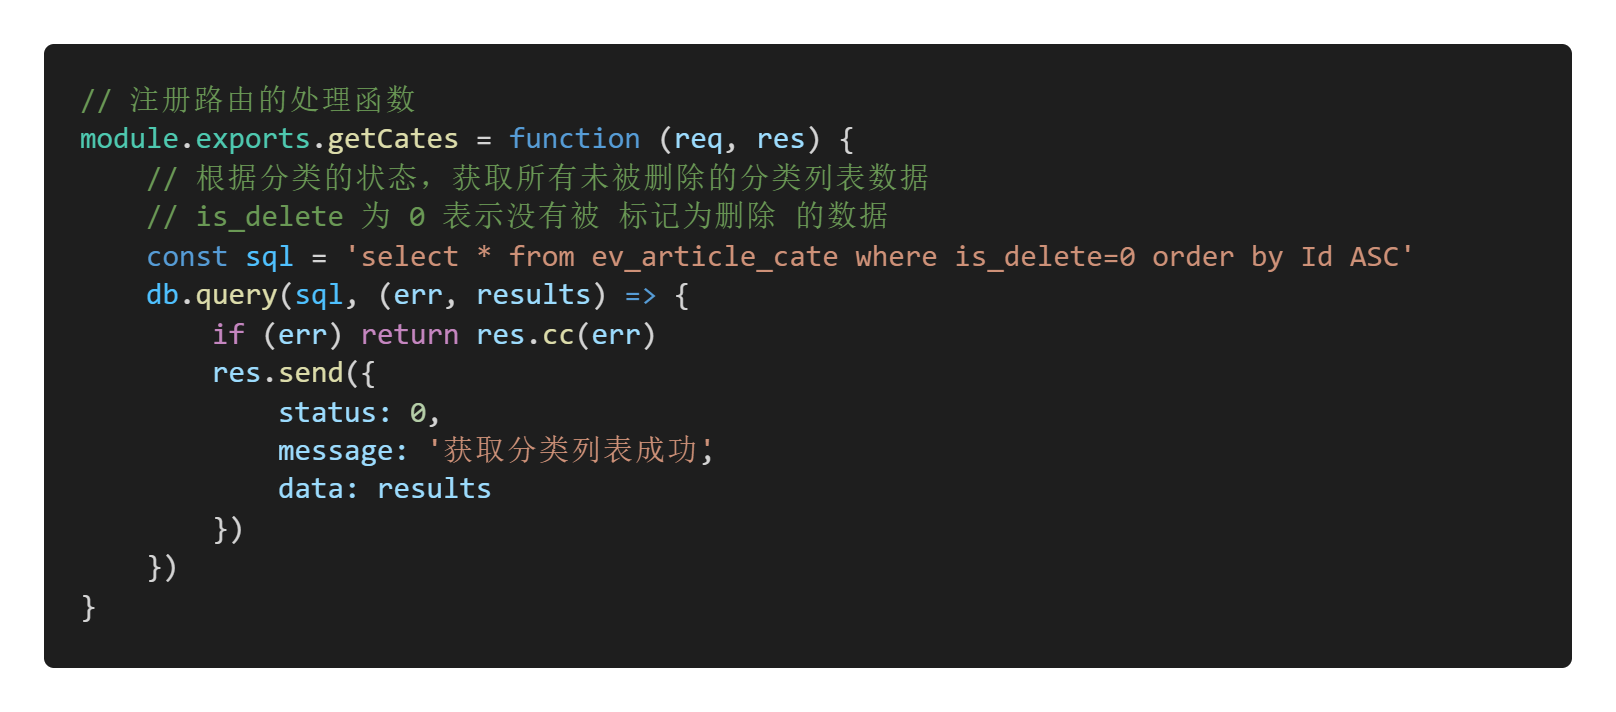 // 注册路由的处理函数
module.exports.getCates = function (req, res) {
    // 根据分类的状态，获取所有未被删除的分类列表数据
    // is_delete 为 0 表示没有被 标记为删除 的数据
    const sql = 'select * from ev_article_cate where is_delete=0 order by Id ASC'
    db.query(sql, (err, results) => {
        if (err) return res.cc(err)
        res.send({
            status: 0,
            message: '获取分类列表成功',
            data: results
        })
    })
}